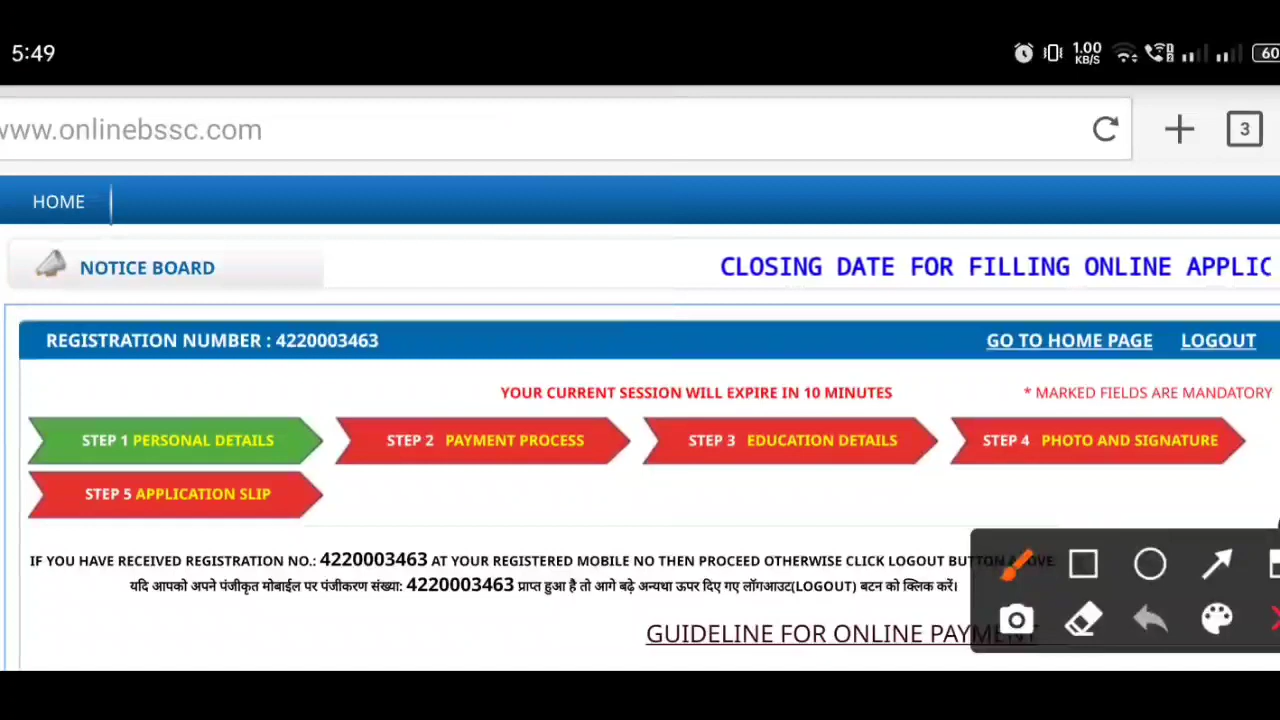 5:49
1.00
KB/S
60
www.onlinebssc.com
3
HOME
NOTICE BOARD
CLOSING DATE FOR FILLING ONLINE APPLIC
REGISTRATION NUMBER : 4220003463
GO TO HOME PAGE
LOGOUT
YOUR CURRENT SESSION WILL EXPIRE IN 10 MINUTES
* MARKED FIELDS ARE MANDATORY
STEP 1 PERSONAL DETAILS
STEP 2 PAYMENT PROCESS
STEP 3 EDUCATION DETAILS
STEP 4 PHOTO AND SIGNATURE
STEP 5 APPLICATION SLIP
IF YOU HAVE RECEIVED REGISTRATION NO.: 4220003463 AT YOUR REGISTERED MOBILE NO THEN PROCEED OTHERWISE CLICK LOGOUT BUTTON ABOVE
यदि आपको अपने पंजीकृत मोबाईल पर पंजीकरण संख्या: 4220003463 प्राप्त हुआ है तो आगे बढ़े अन्यथा ऊपर दिए गए लॉगआउट(LOGOUT) बटन को क्लिक करें।
GUIDELINE FOR ONLINE PAYMENT